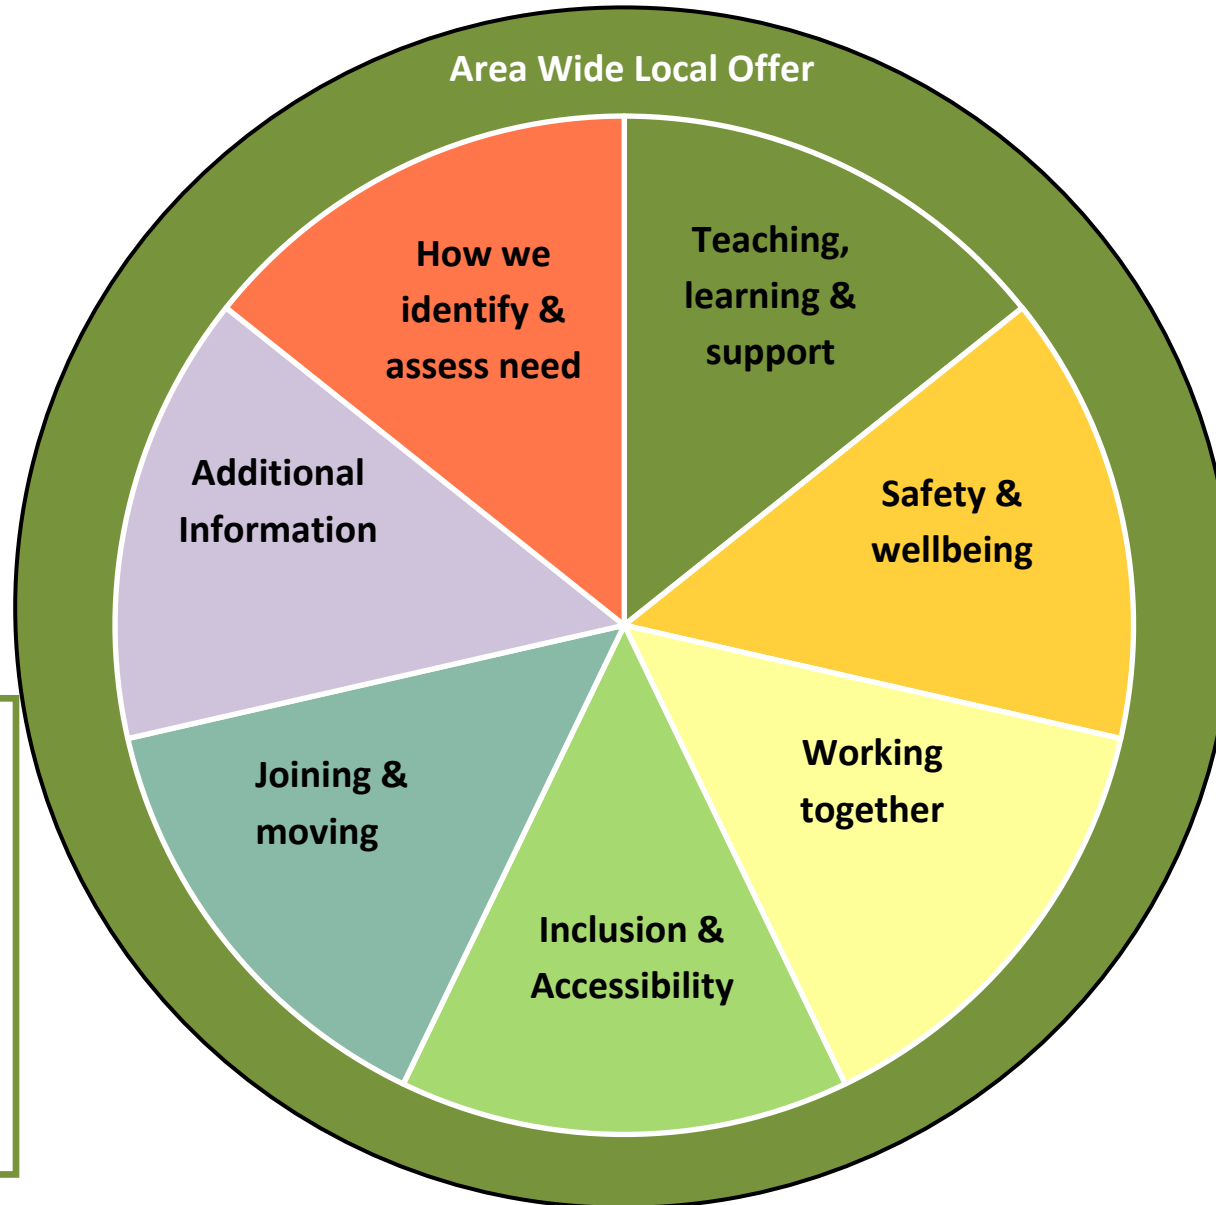 Area Wide Local Offer
How we
identify &
assess need
Teaching,
learning &
support
Safety &
wellbeing
Working
together
Inclusion &
Accessibility
Joining &
moving
Additional
Information